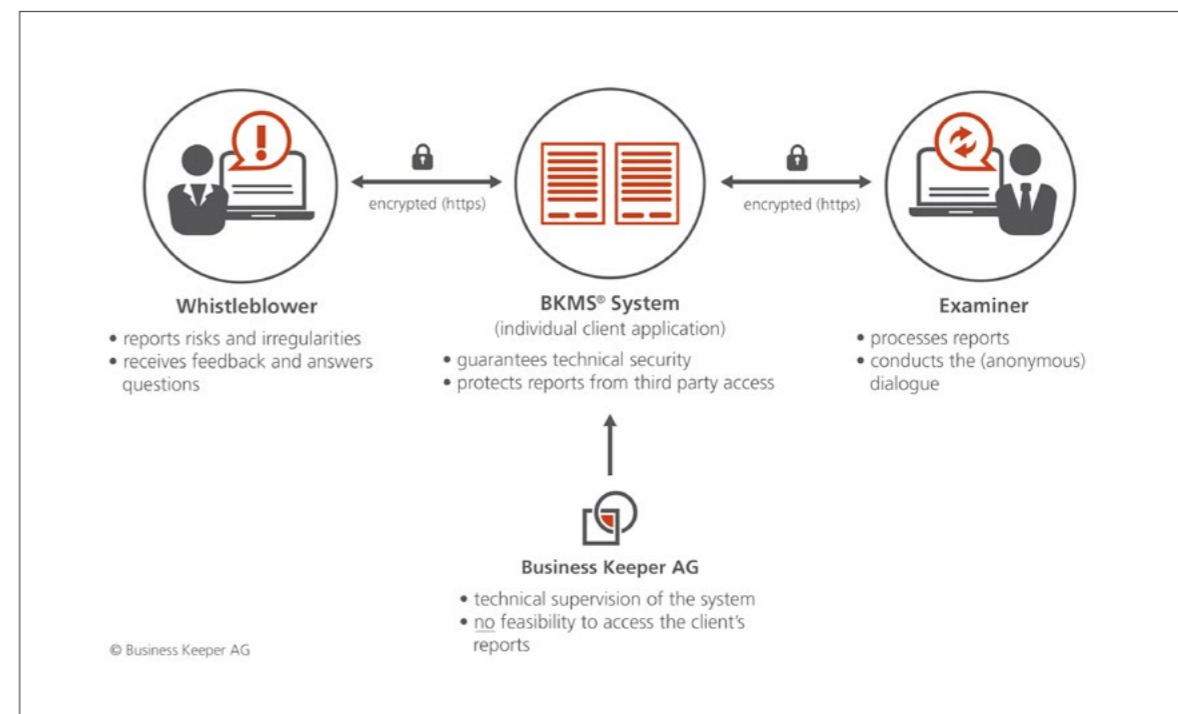 encrypted (https)
encrypted (https)
Whistleblower
• reports risks and irregularities
• receives feedback and answers
questions
BKMS® System
(individual client application)
• guarantees technical security
• protects reports from third party access
Examiner
• processes reports
• conducts the (anonymous)
dialogue
Business Keeper AG
• technical supervision of the system
• no feasibility to access the client's
reports
© Business Keeper AG